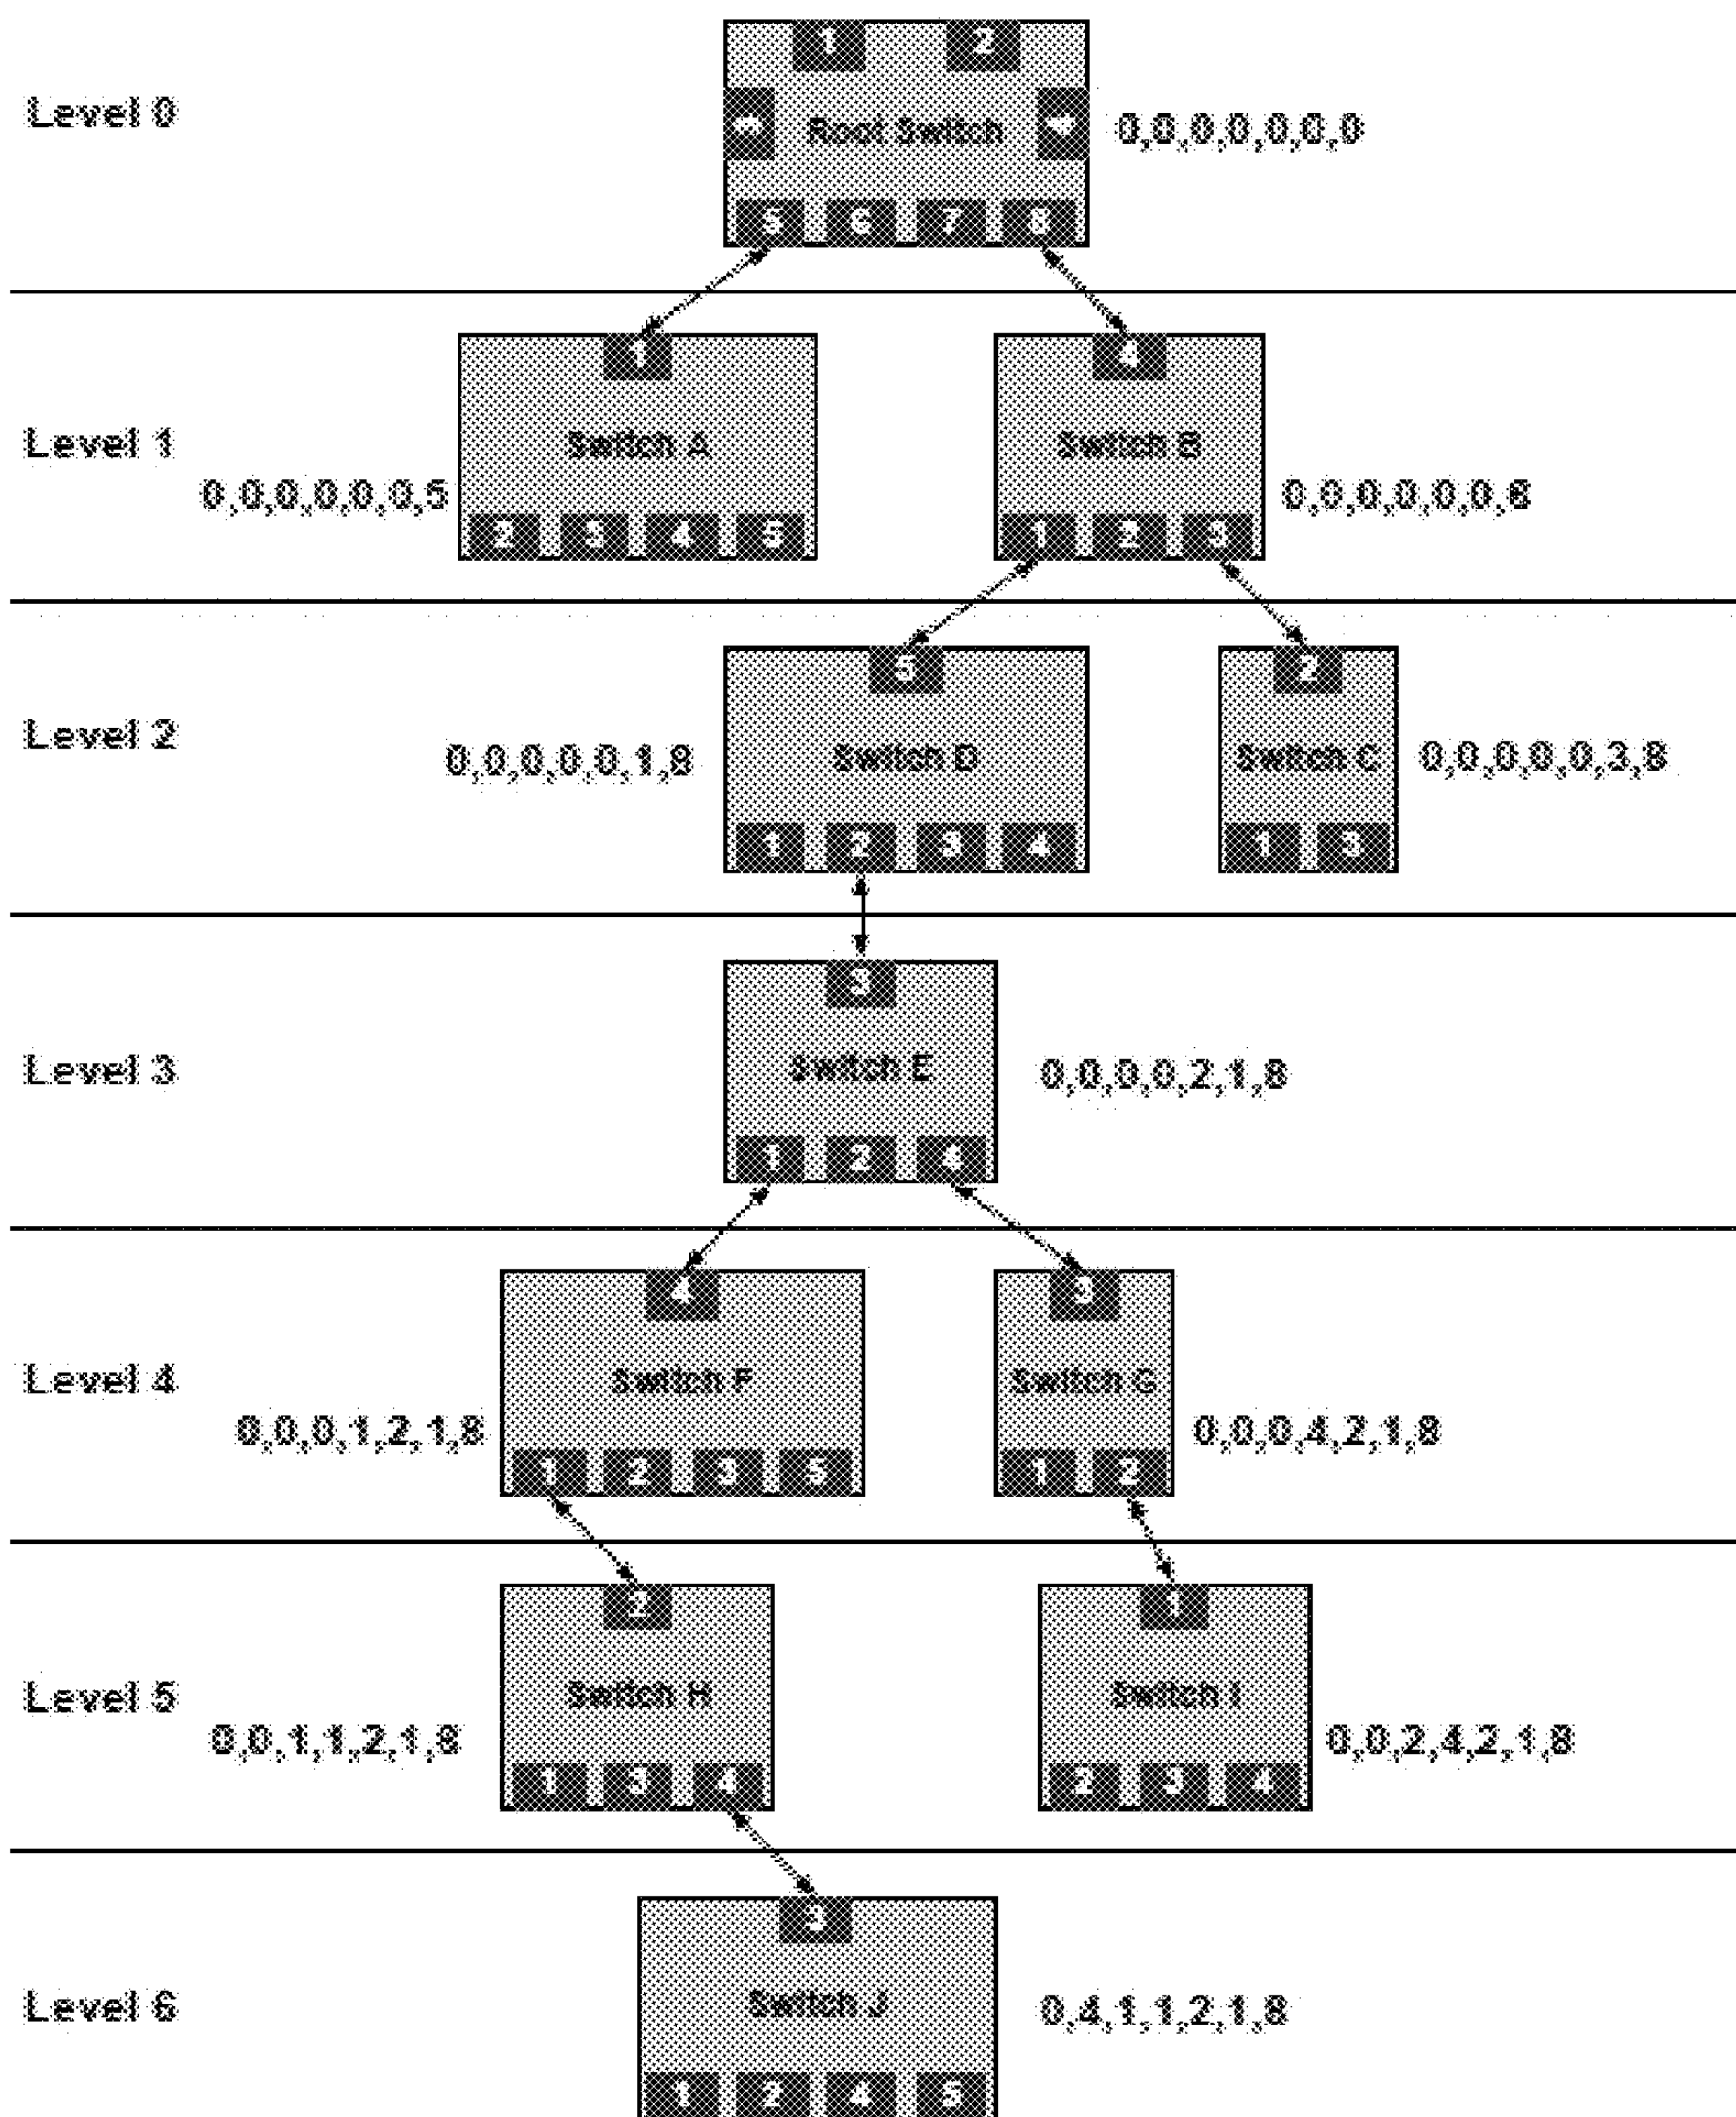 1 2
Level 0
3 Root Switch 4 0,0,0,0,0,0,0
5 6 7 8
1 4
Level 1
Switch A Switch B
0,0,0,0,0,0,5 0,0,0,0,0,0,8
2 3 4 5 1 2 3
5 2
Level 2
0,0,0,0,0,1,8 Switch D Switch C 0,0,0,0,0,3,8
1 2 3 4 1 3
3
Level 3
Switch E 0,0,0,0,2,1,8
1 2 4
4 3
Level 4
Switch F Switch G
0,0,0,1,2,1,8 0,0,0,4,2,1,8
1 2 3 5 1 2
2 1
Level 5
Switch H Switch I
0,0,1,1,2,1,8 0,0,2,4,2,1,8
1 3 4 2 3 4
3
Level 6
Switch J 0,4,1,1,2,1,8
1 2 4 5